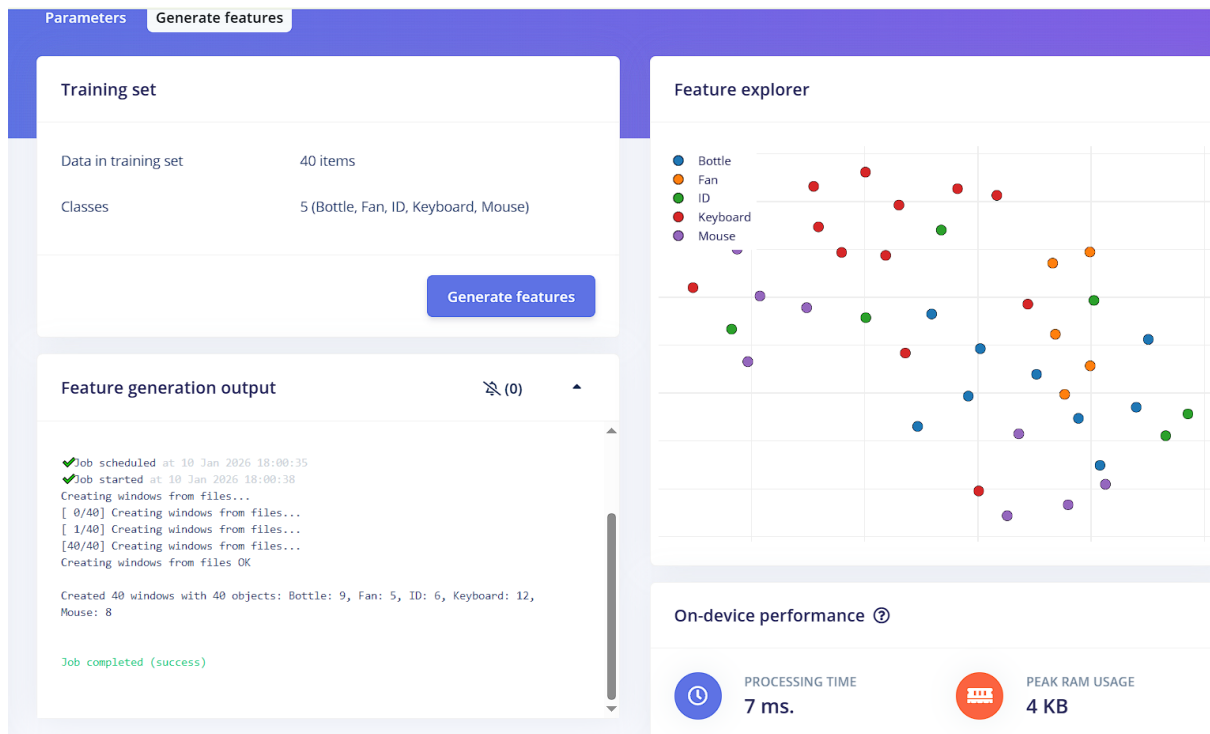 Parameters
Generate features
Training set
Data in training set 40 items
Classes 5 (Bottle, Fan, ID, Keyboard, Mouse)
Generate features
Feature generation output (0)
Job scheduled at 10 Jan 2026 18:00:35
Job started at 10 Jan 2026 18:00:38
Creating windows from files...
[ 0/40] Creating windows from files...
[ 1/40] Creating windows from files...
[40/40] Creating windows from files...
Creating windows from files OK
Created 40 windows with 40 objects: Bottle: 9, Fan: 5, ID: 6, Keyboard: 12,
Mouse: 8
Job completed (success)
Feature explorer
Bottle
Fan
ID
Keyboard
Mouse
On-device performance ?
PROCESSING TIME
7 ms.
PEAK RAM USAGE
4 KB